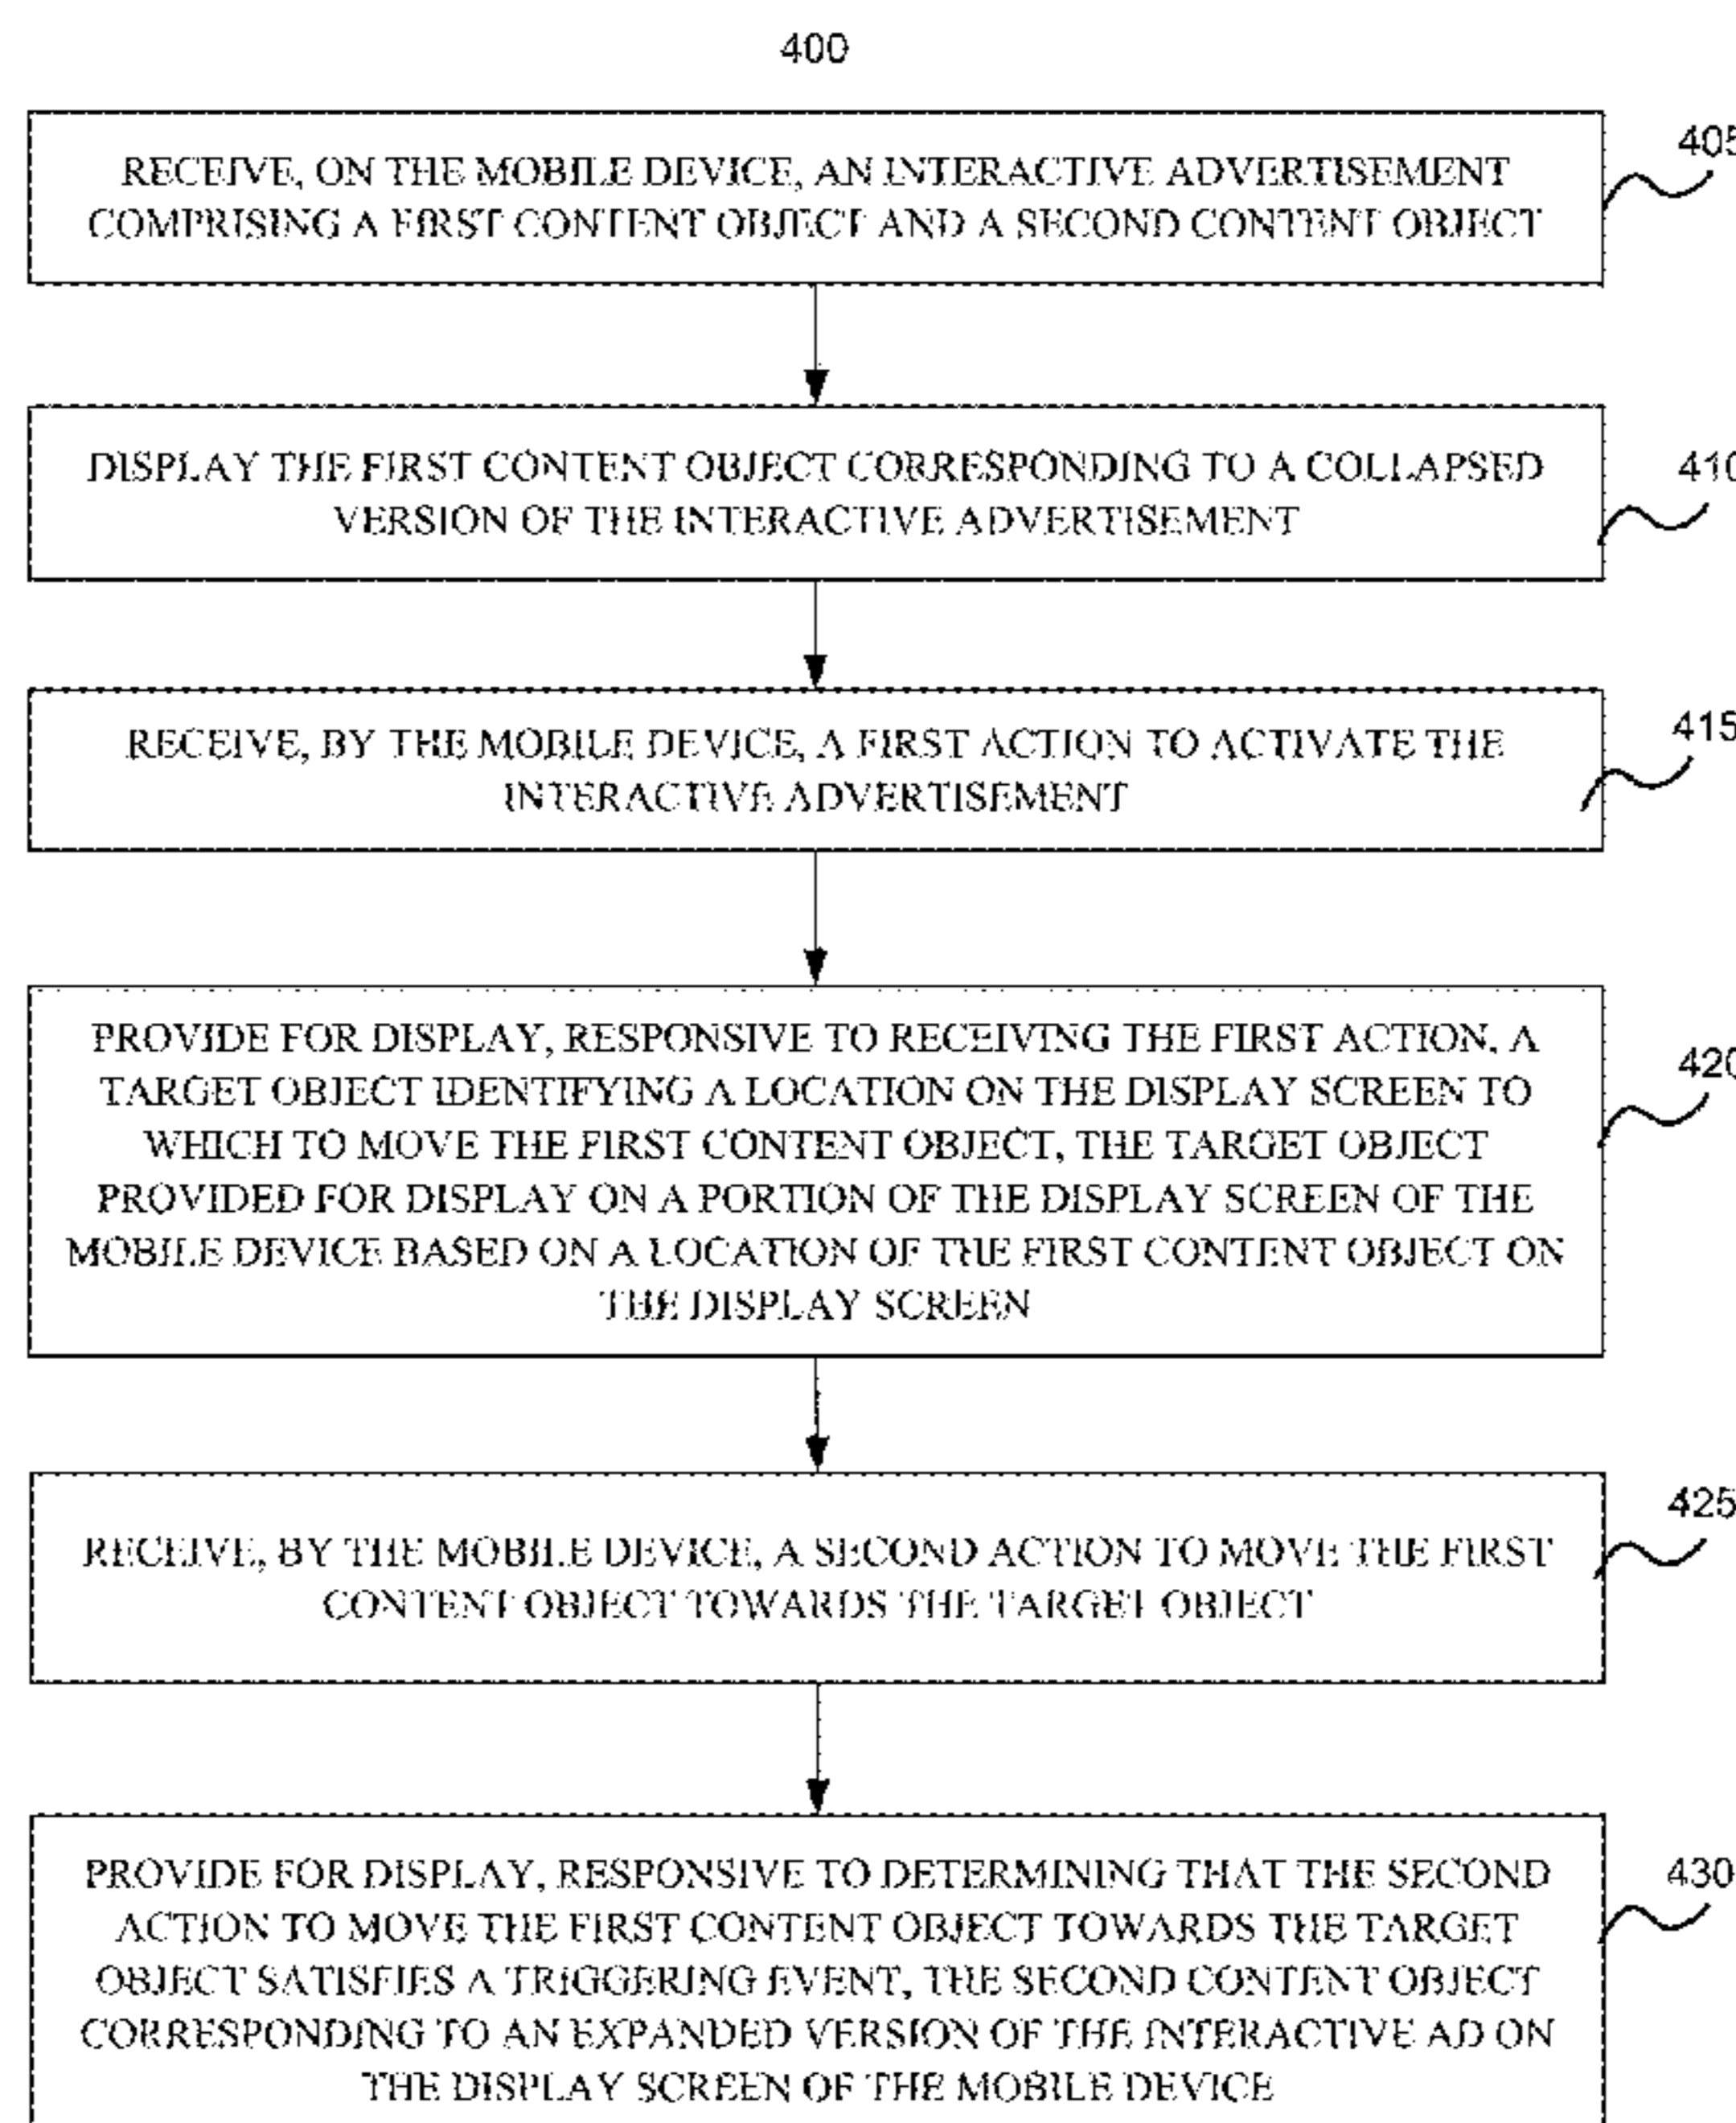 400
RECEIVE, ON THE MOBILE DEVICE, AN INTERACTIVE ADVERTISEMENT
COMPRISING A FIRST CONTENT OBJECT AND A SECOND CONTENT OBJECT
405
DISPLAY THE FIRST CONTENT OBJECT CORRESPONDING TO A COLLAPSED
VERSION OF THE INTERACTIVE ADVERTISEMENT
410
RECEIVE, BY THE MOBILE DEVICE, A FIRST ACTION TO ACTIVATE THE
INTERACTIVE ADVERTISEMENT
415
PROVIDE FOR DISPLAY, RESPONSIVE TO RECEIVING THE FIRST ACTION, A
TARGET OBJECT IDENTIFYING A LOCATION ON THE DISPLAY SCREEN TO
WHICH TO MOVE THE FIRST CONTENT OBJECT, THE TARGET OBJECT
PROVIDED FOR DISPLAY ON A PORTION OF THE DISPLAY SCREEN OF THE
MOBILE DEVICE BASED ON A LOCATION OF THE FIRST CONTENT OBJECT ON
THE DISPLAY SCREEN
420
RECEIVE, BY THE MOBILE DEVICE, A SECOND ACTION TO MOVE THE FIRST
CONTENT OBJECT TOWARDS THE TARGET OBJECT
425
PROVIDE FOR DISPLAY, RESPONSIVE TO DETERMINING THAT THE SECOND
ACTION TO MOVE THE FIRST CONTENT OBJECT TOWARDS THE TARGET
OBJECT SATISFIES A TRIGGERING EVENT, THE SECOND CONTENT OBJECT
CORRESPONDING TO AN EXPANDED VERSION OF THE INTERACTIVE AD ON
THE DISPLAY SCREEN OF THE MOBILE DEVICE
430